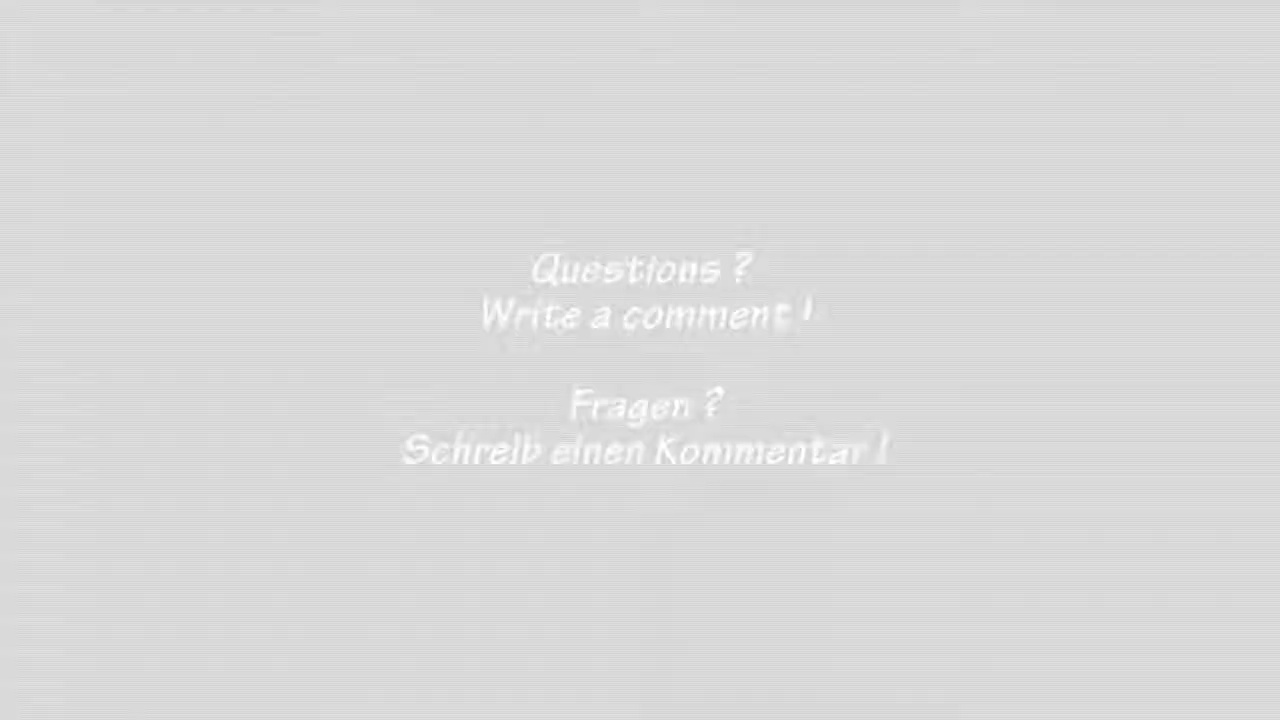 Questions ?
Write a comment !
Fragen ?
Schreib einen Kommentar !